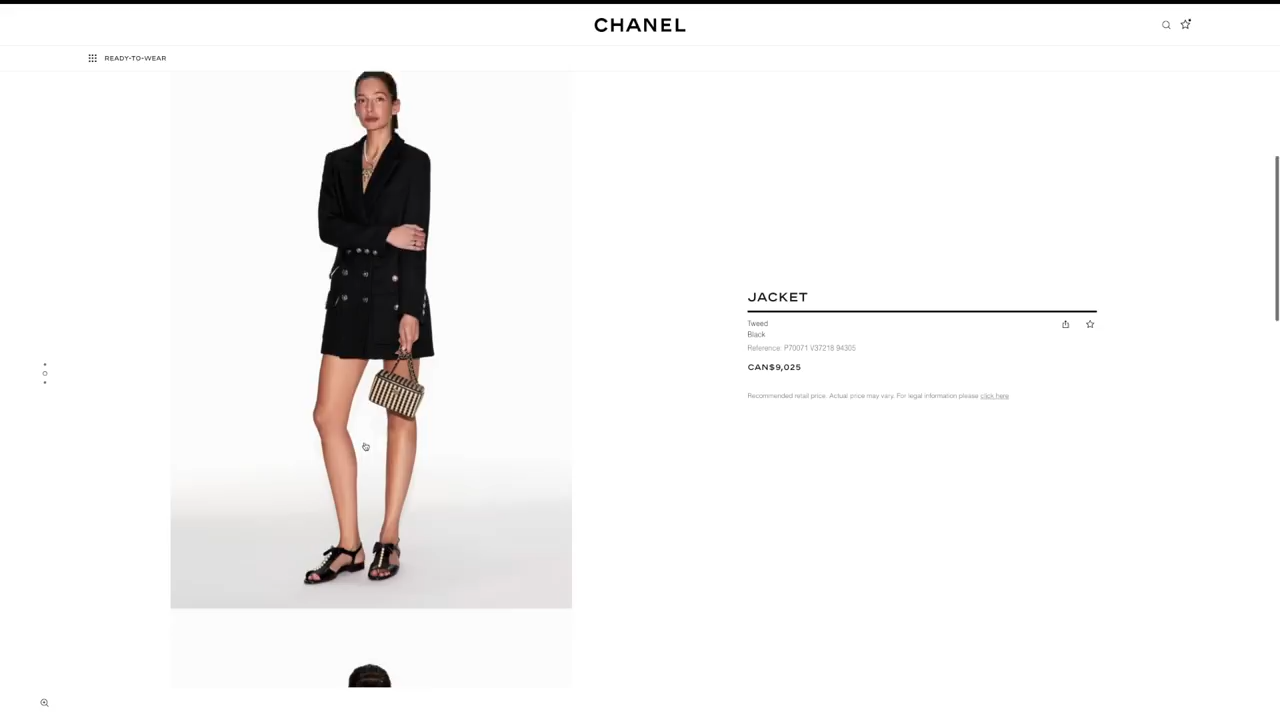 CHANEL
READY-TO-WEAR
JACKET
Tweed
Black
Reference: P70071 V37218 94305
CAN$9,025
Recommended retail price. Actual price may vary. For legal information please click here